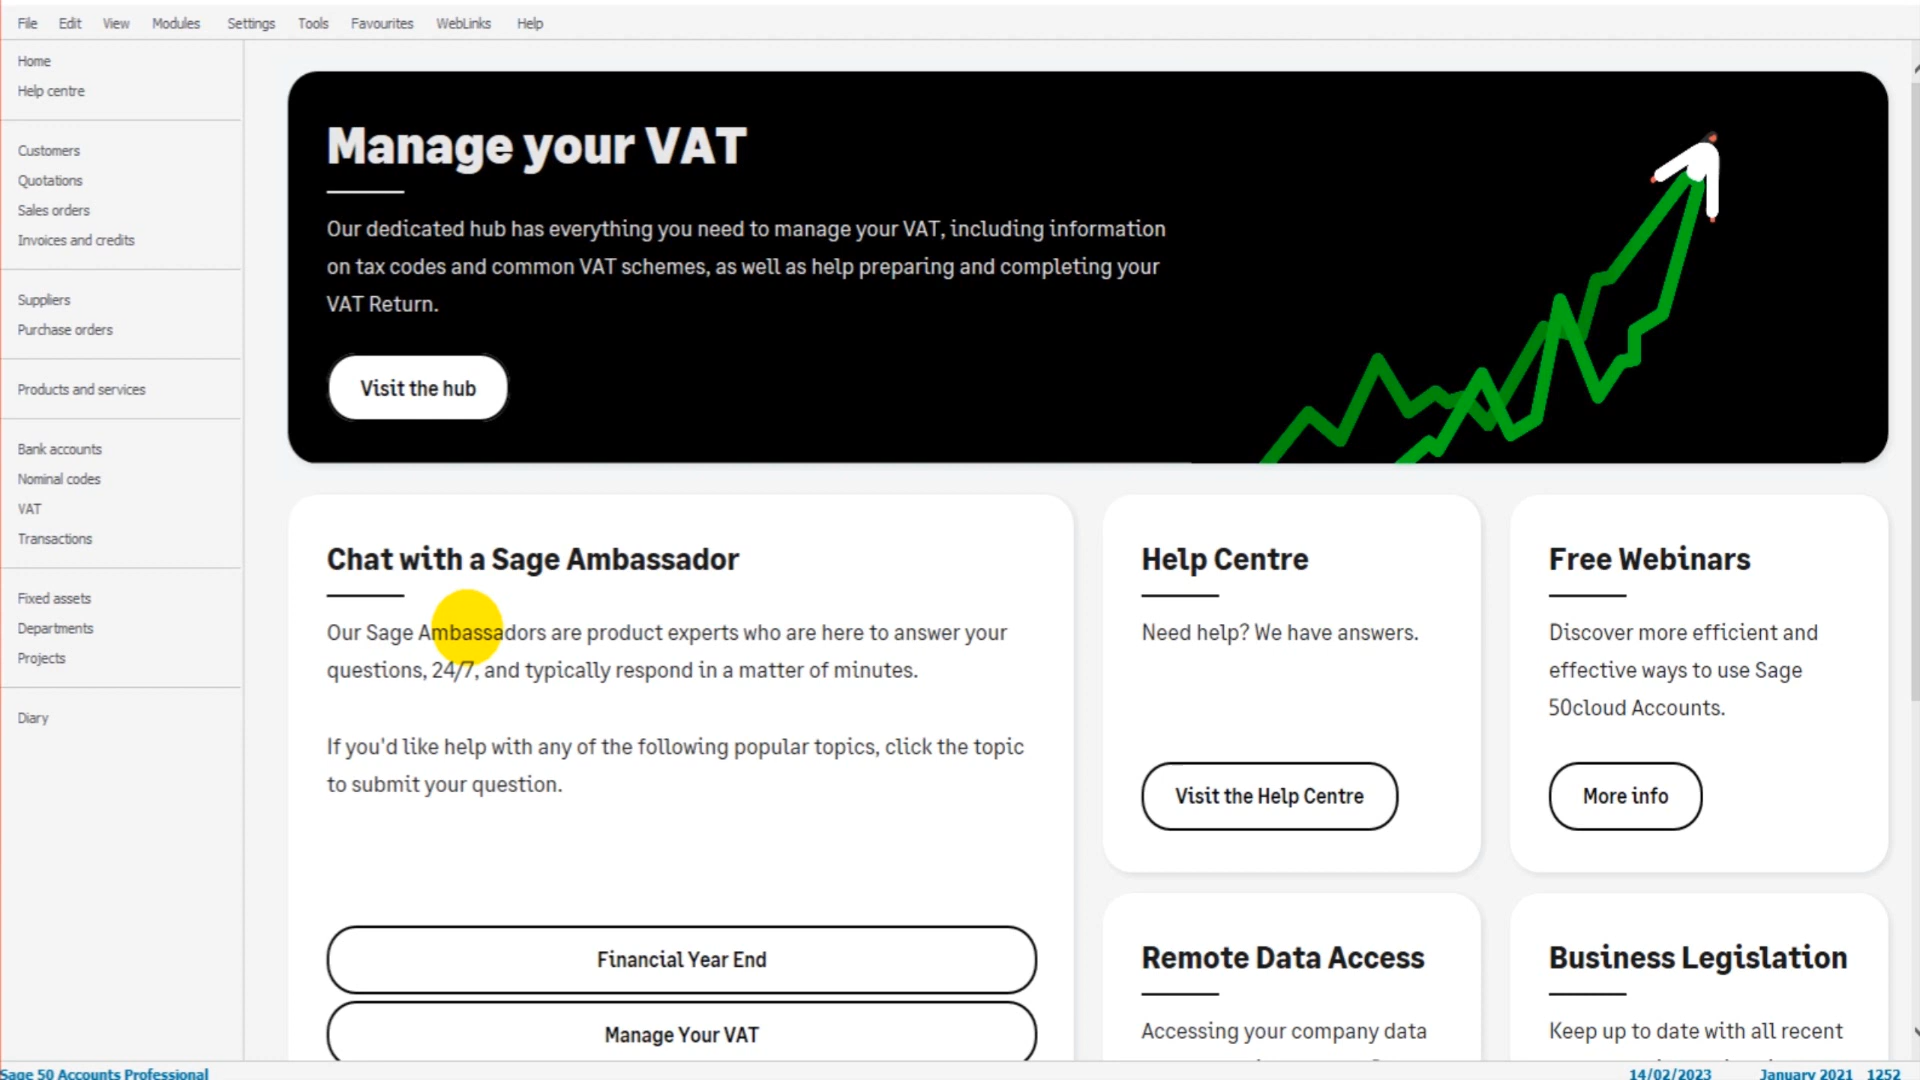 File Edit View Modules Settings Tools Favourites WebLinks Help
Home
Help centre
Customers
Quotations
Sales orders
Invoices and credits
Suppliers
Purchase orders
Products and services
Bank accounts
Nominal codes
VAT
Transactions
Fixed assets
Departments
Projects
Diary
Manage your VAT
Our dedicated hub has everything you need to manage your VAT, including information
on tax codes and common VAT schemes, as well as help preparing and completing your
VAT Return.
Visit the hub
Chat with a Sage Ambassador
Our Sage Ambassadors are product experts who are here to answer your
questions, 24/7, and typically respond in a matter of minutes.
If you'd like help with any of the following popular topics, click the topic
to submit your question.
Financial Year End
Manage Your VAT
Help Centre
Need help? We have answers.
Visit the Help Centre
Free Webinars
Discover more efficient and
effective ways to use Sage
50cloud Accounts.
More info
Remote Data Access
Accessing your company data
Business Legislation
Keep up to date with all recent
Sage 50 Accounts Professional 14/02/2023 January 2021 1252